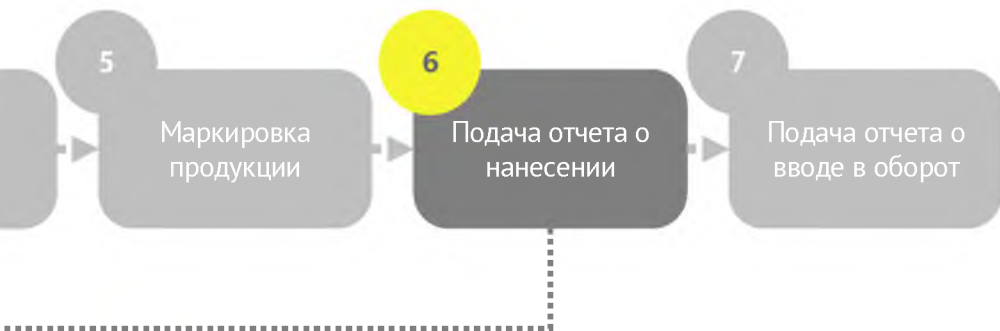 5
Маркировка
продукции
6
Подача отчета о
нанесении
7
Подача отчета о
вводе в оборот